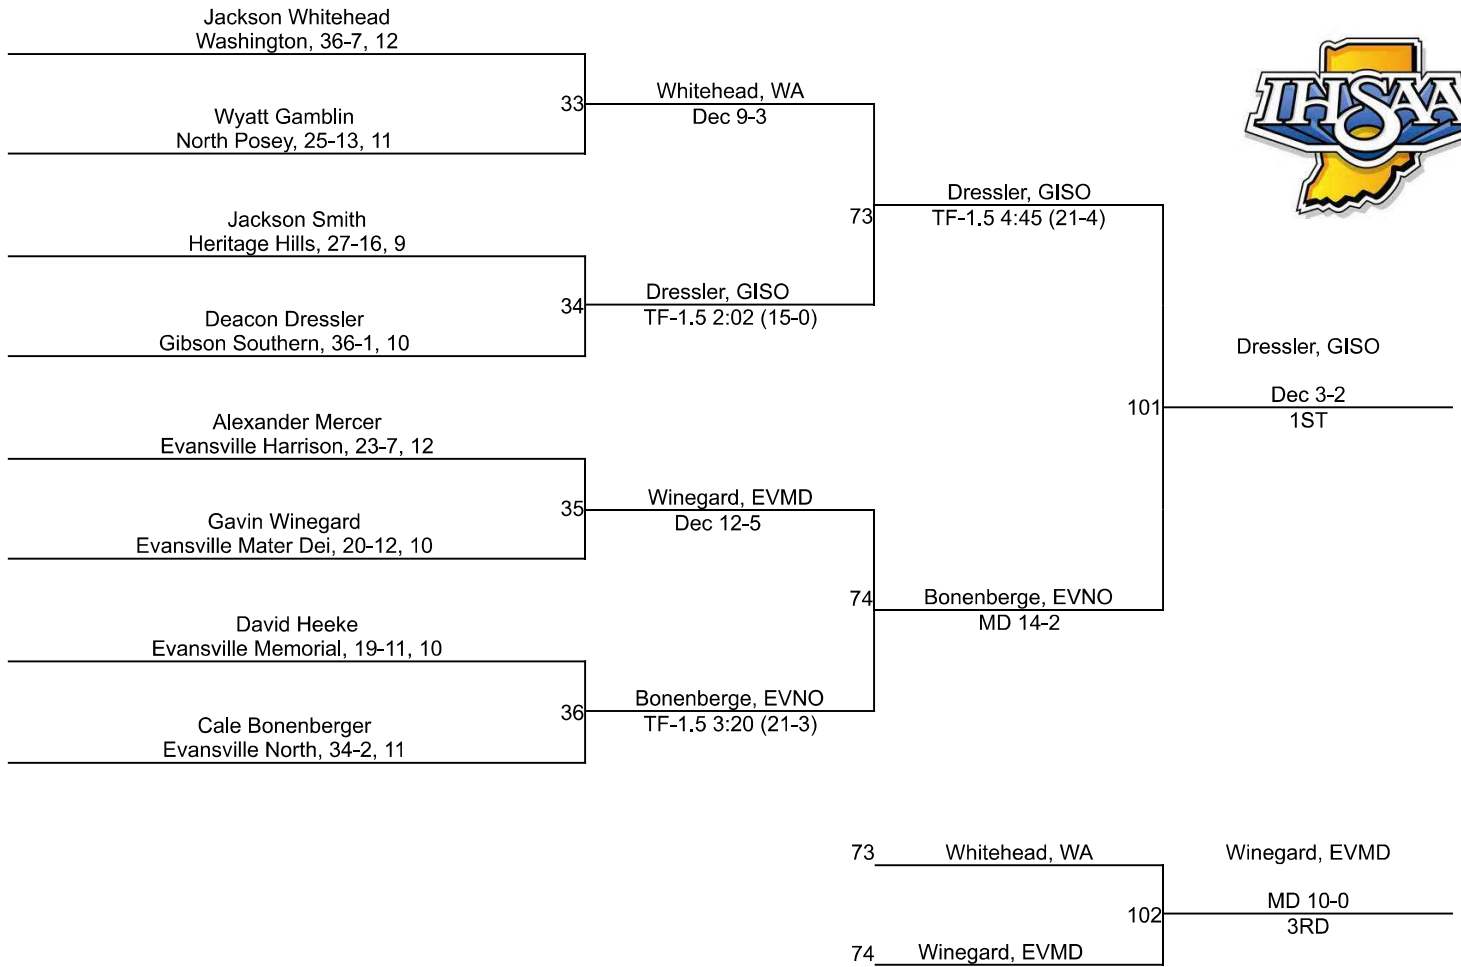 Jackson Whitehead
Washington, 36-7, 12
33
Whitehead, WA
Dec 9-3
Wyatt Gamblin
North Posey, 25-13, 11
IHSAA
73
Dressler, GISO
TF-1.5 4:45 (21-4)
Jackson Smith
Heritage Hills, 27-16, 9
34
Dressler, GISO
TF-1.5 2:02 (15-0)
Deacon Dressler
Gibson Southern, 36-1, 10
Dressler, GISO
101
Dec 3-2
1ST
Alexander Mercer
Evansville Harrison, 23-7, 12
35
Winegard, EVMD
Dec 12-5
Gavin Winegard
Evansville Mater Dei, 20-12, 10
74
Bonenberge, EVNO
MD 14-2
David Heeke
Evansville Memorial, 19-11, 10
36
Bonenberge, EVNO
TF-1.5 3:20 (21-3)
Cale Bonenberger
Evansville North, 34-2, 11
73
Whitehead, WA
Winegard, EVMD
102
MD 10-0
3RD
74
Winegard, EVMD